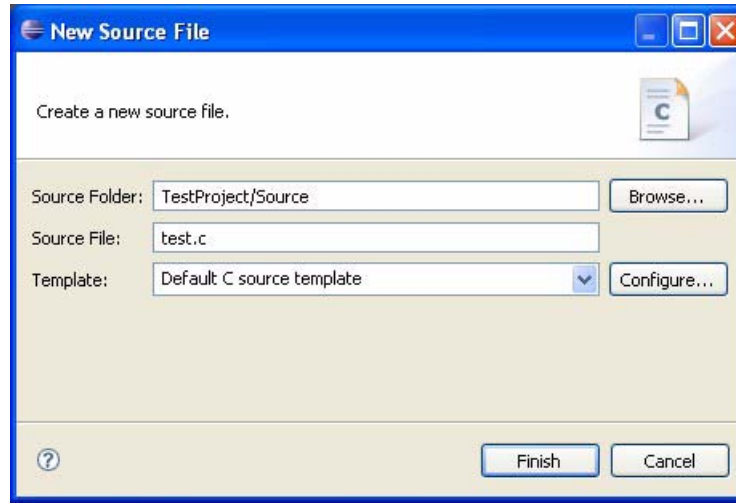 New Source File
Create a new source file.
C
Source Folder: TestProject/Source Browse...
Source File: test.c
Template: Default C source template Configure...
? Finish Cancel